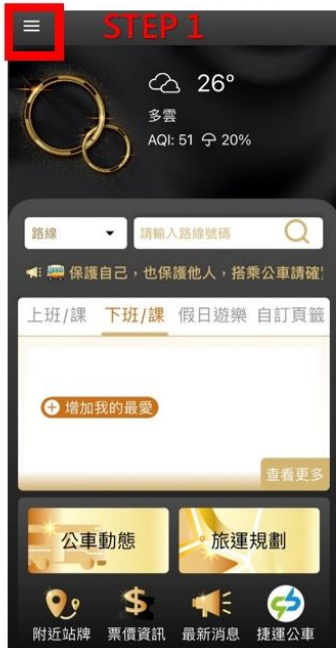 STEP 1
26°
多雲
AQI: 51 20%
路線
請輸入路線號碼
保護自己，也保護他人，搭乘公車請確
上班/課 下班/課 假日遊樂 自訂頁籤
增加我的最愛
查看更多
公車動態 旅運規劃
附近站牌 票價資訊 最新消息 捷運公車